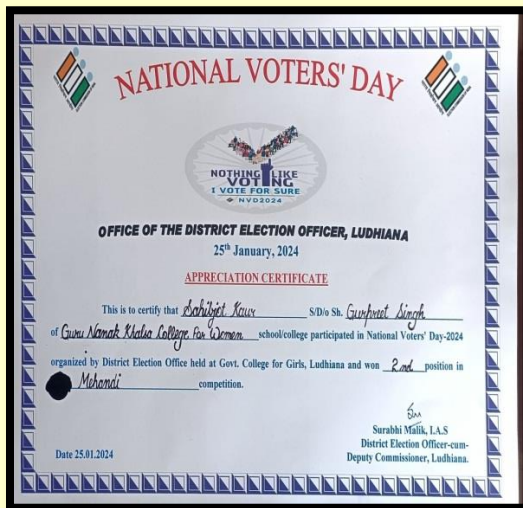 NATIONAL VOTERS' DAY
NOTHING LIKE
VOTING
I VOTE FOR SURE
NVD2024
OFFICE OF THE DISTRICT ELECTION OFFICER, LUDHIANA
25th January, 2024
APPRECIATION CERTIFICATE
This is to certify that Sahibjot Kaur S/D/o Sh. Gurpreet Singh
of Guru Nanak Khalsa College For Women school/college participated in National Voters' Day-2024
organized by District Election Office held at Govt. College for Girls, Ludhiana and won 2nd position in
Mehandi competition.
Surabhi Malik, I.A.S
District Election Officer-cum-
Date 25.01.2024 Deputy Commissioner, Ludhiana.